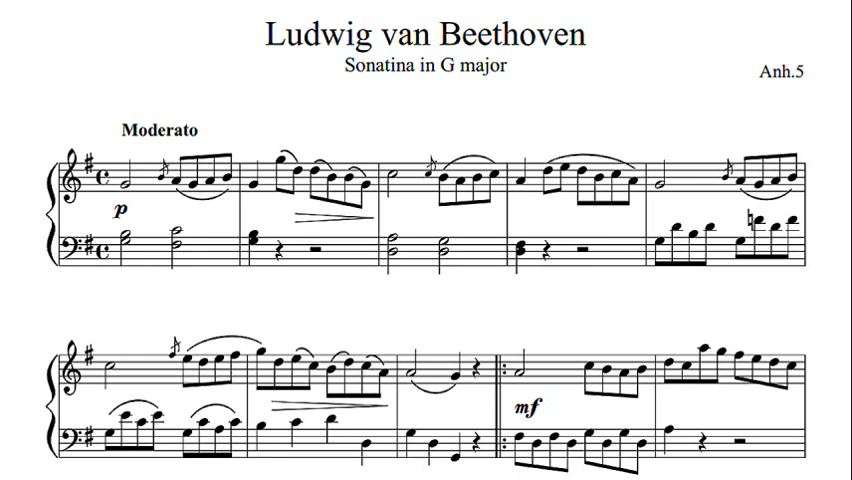 Ludwig van Beethoven
Sonatina in G major
Anh.5
Moderato
p
mf